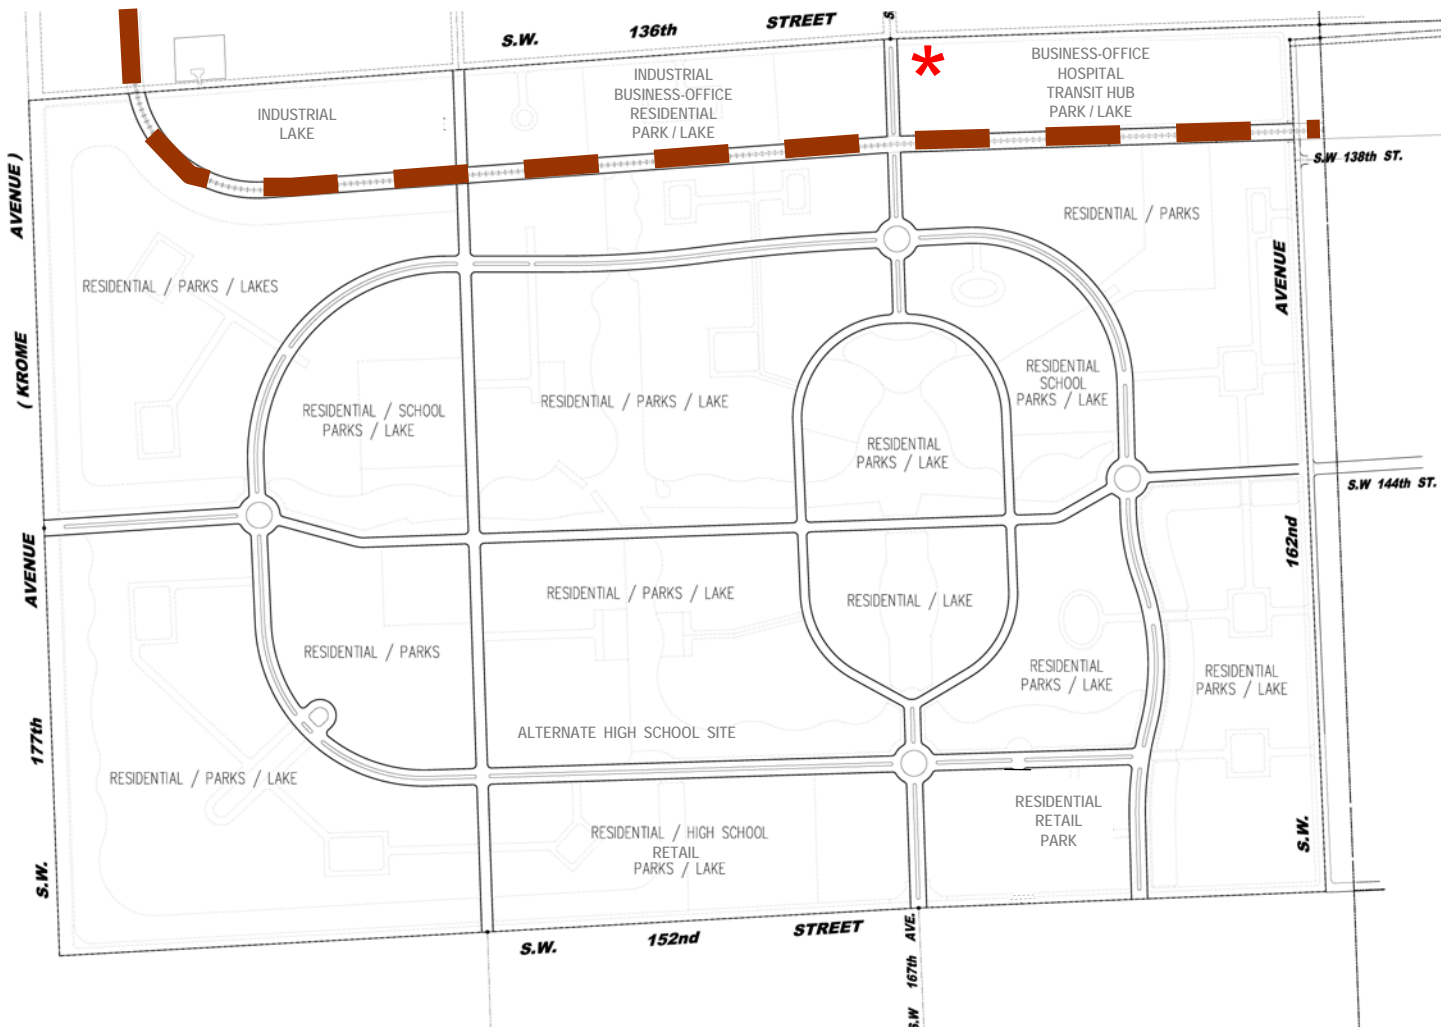 S.W. 136th STREET
S
*
BUSINESS-OFFICE
HOSPITAL
TRANSIT HUB
PARK / LAKE
INDUSTRIAL
BUSINESS-OFFICE
RESIDENTIAL
PARK / LAKE
INDUSTRIAL
LAKE
S.W 138th ST.
RESIDENTIAL / PARKS
RESIDENTIAL / PARKS / LAKES
RESIDENTIAL
SCHOOL
PARKS / LAKE
RESIDENTIAL / SCHOOL
PARKS / LAKE
RESIDENTIAL / PARKS / LAKE
RESIDENTIAL
PARKS / LAKE
S.W 144th ST.
RESIDENTIAL / PARKS / LAKE
RESIDENTIAL / LAKE
RESIDENTIAL / PARKS
RESIDENTIAL
PARKS / LAKE
RESIDENTIAL
PARKS / LAKE
ALTERNATE HIGH SCHOOL SITE
RESIDENTIAL / PARKS / LAKE
RESIDENTIAL
RETAIL
PARK
RESIDENTIAL / HIGH SCHOOL
RETAIL
PARKS / LAKE
S.W. 152nd STREET
S.W. 177th AVENUE ( KROME AVENUE )
S.W. 162nd AVENUE
S.W 167th AVE.